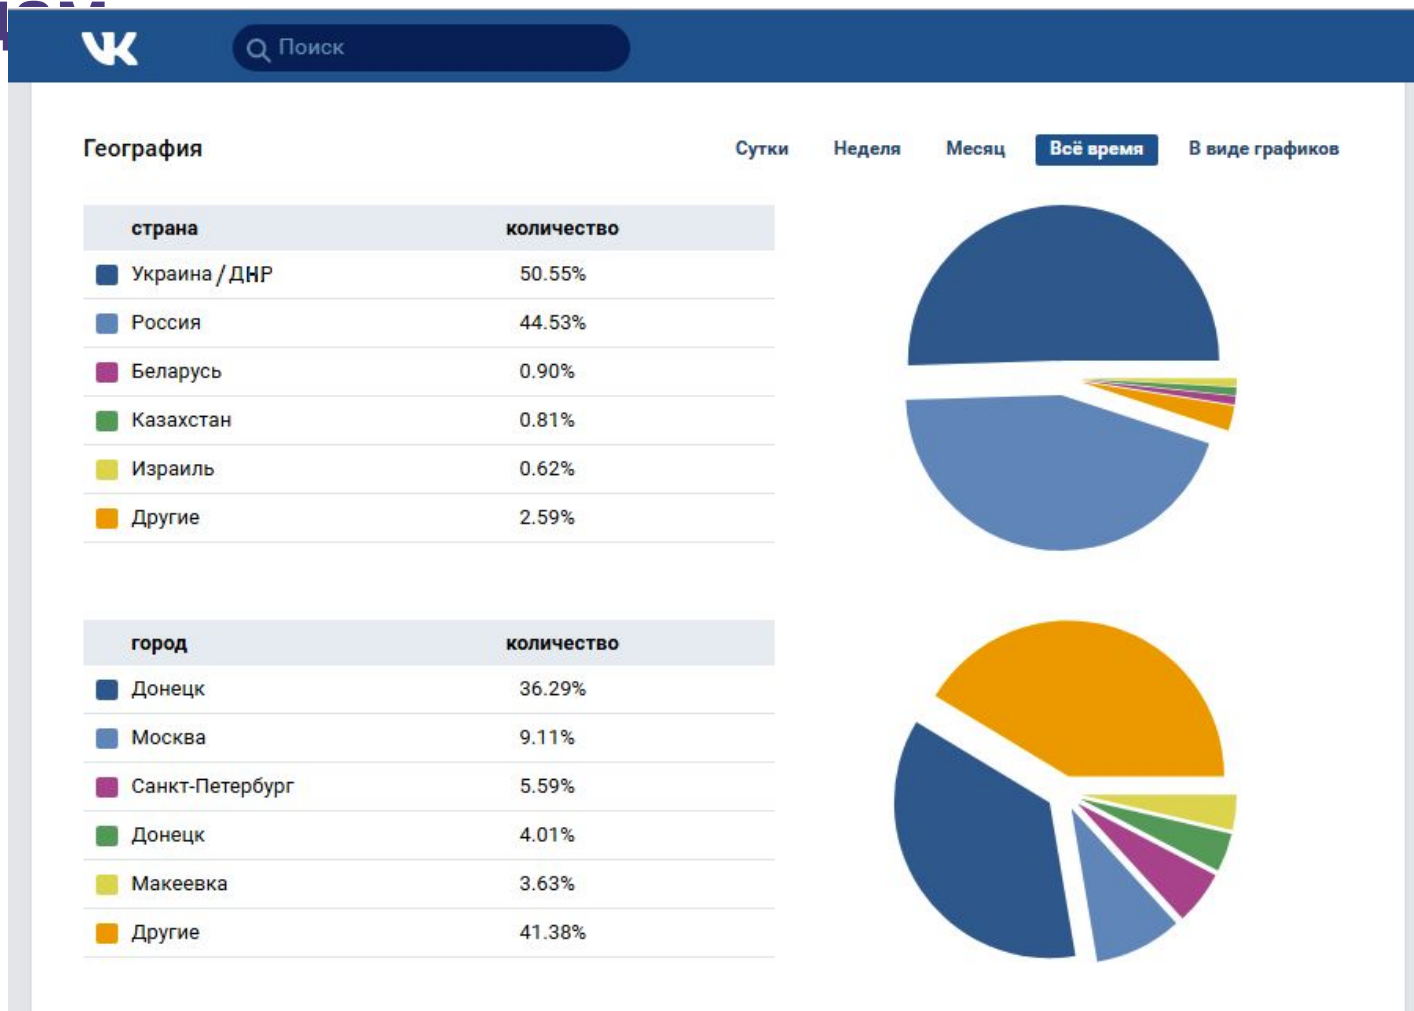 VK
Поиск
География
Сутки Неделя Месяц Всё время В виде графиков
страна количество
Украина / ДНР 50.55%
Россия 44.53%
Беларусь 0.90%
Казахстан 0.81%
Израиль 0.62%
Другие 2.59%
город количество
Донецк 36.29%
Москва 9.11%
Санкт-Петербург 5.59%
Донецк 4.01%
Макеевка 3.63%
Другие 41.38%